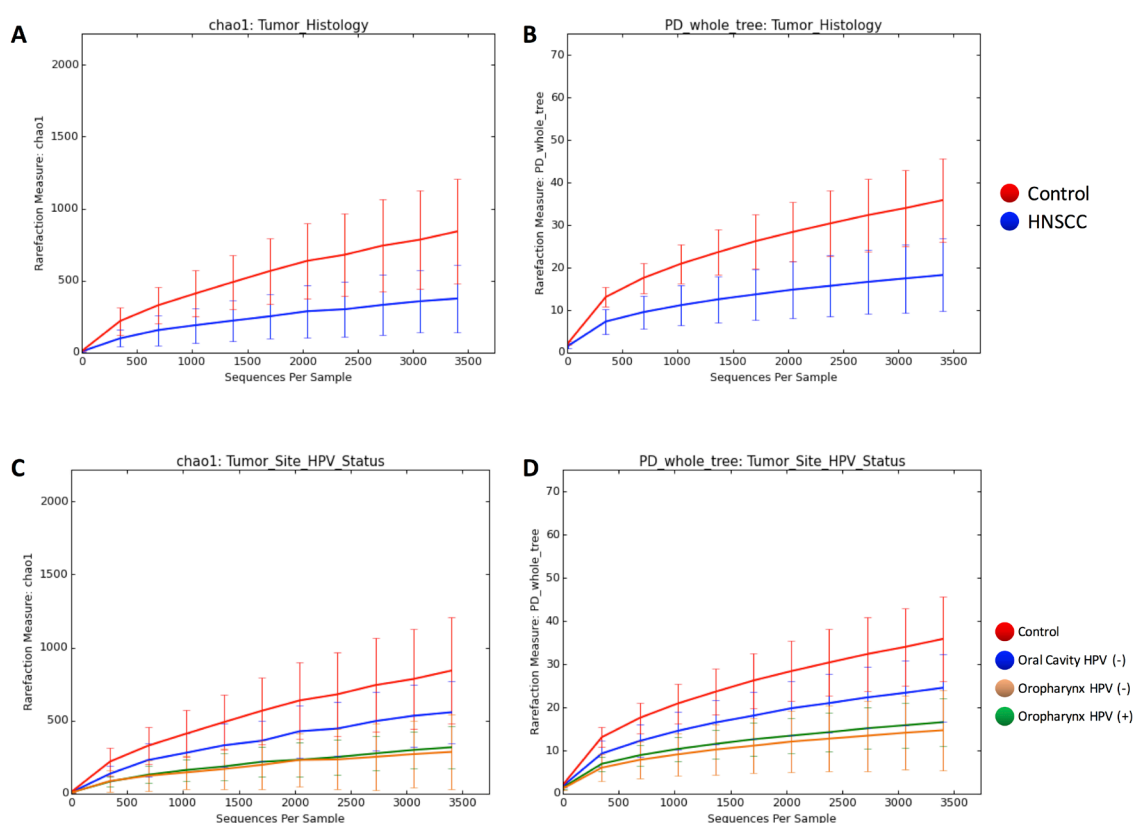 A
chao1: Tumor_Histology
Rarefaction Measure: chao1
2000
1500
1000
500
0
0 500 1000 1500 2000 2500 3000 3500
Sequences Per Sample
B
PD_whole_tree: Tumor_Histology
Rarefaction Measure: PD_whole_tree
70
60
50
40
30
20
10
0
0 500 1000 1500 2000 2500 3000 3500
Sequences Per Sample
Control
HNSCC
C
chao1: Tumor_Site_HPV_Status
Rarefaction Measure: chao1
2000
1500
1000
500
0
0 500 1000 1500 2000 2500 3000 3500
Sequences Per Sample
D
PD_whole_tree: Tumor_Site_HPV_Status
Rarefaction Measure: PD_whole_tree
70
60
50
40
30
20
10
0
0 500 1000 1500 2000 2500 3000 3500
Sequences Per Sample
Control
Oral Cavity HPV (-)
Oropharynx HPV (-)
Oropharynx HPV (+)